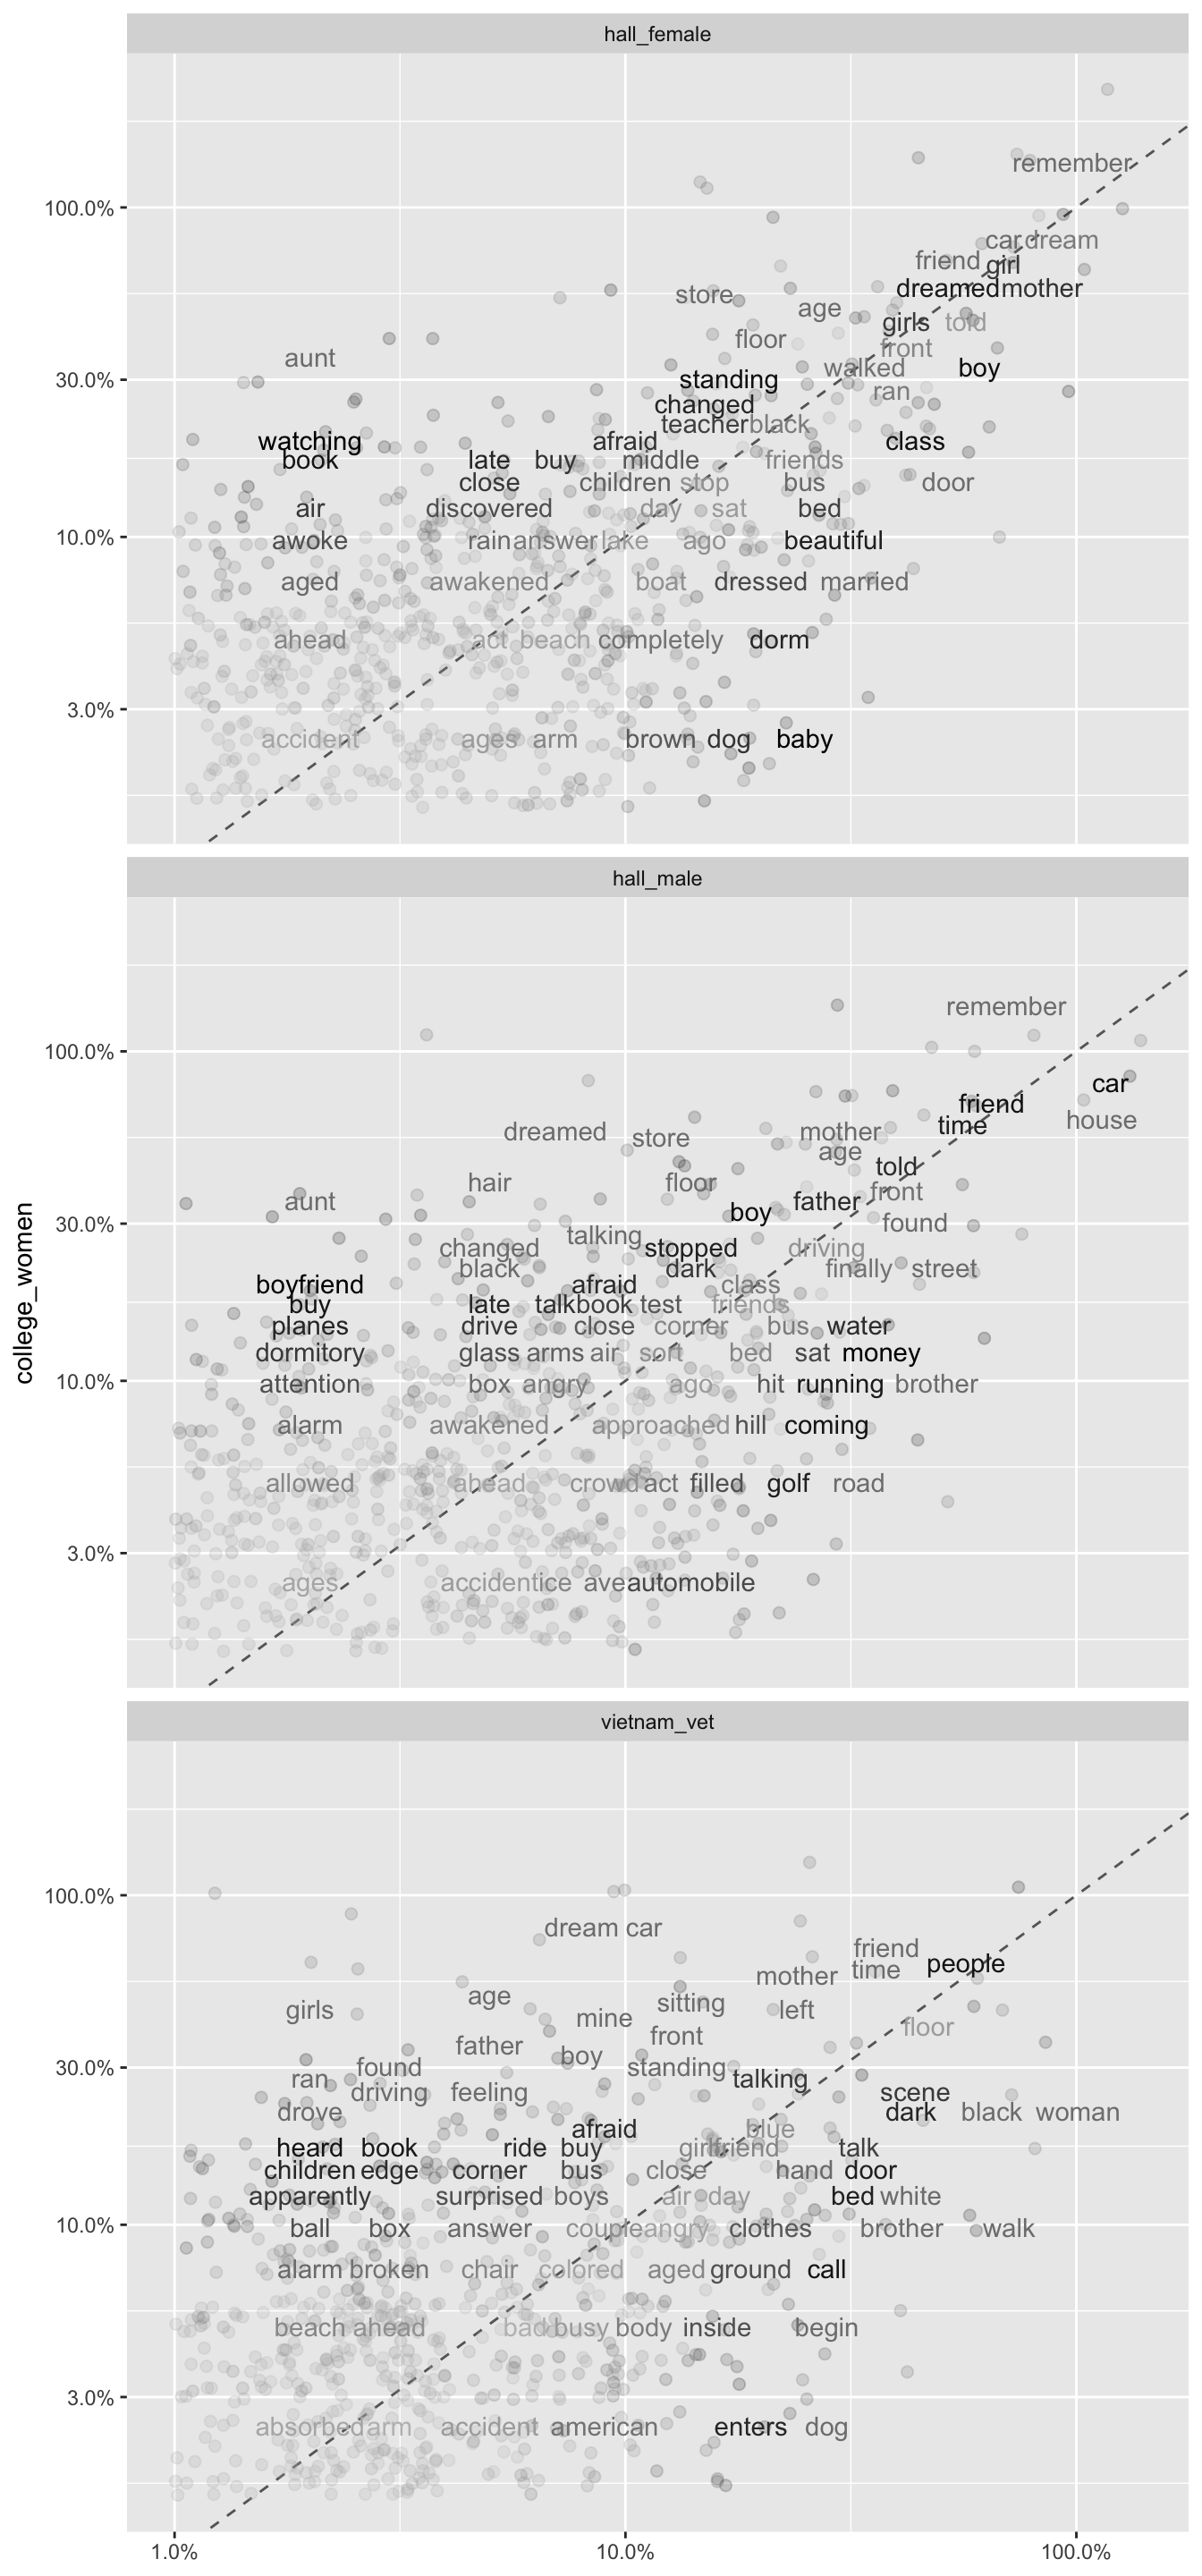 hall_female
remember
100.0%
car dream
friend girl
dreamed mother
store
age
girls told
floor
front
aunt
walked boy
30.0%
standing
ran
changed
teacher black
watching afraid class
book late buy middle friends
close children stop bus door
air discovered day sat bed
10.0%
awoke rain answer lake ago beautiful
aged awakened boat dressed married
ahead act beach completely dorm
3.0%
accident ages arm brown dog baby
hall_male
remember
100.0%
car
friend
house
time
dreamed store mother
age
told
hair floor
front
aunt father
boy
30.0%
found
talking
changed stopped driving
black dark finally street
boyfriend afraid class
buy late talk book test friends
planes drive close corner bus water
dormitory glass arms air soft bed sat money
10.0%
attention box angry ago hit running brother
alarm awakened approached hill coming
allowed ahead crowd act filled golf road
3.0%
ages accident ice ave automobile
college_women
vietnam_vet
100.0%
dream car
friend
people
time
mother
age
sitting
girls left
mine
floor
front
father
boy
30.0%
found standing
ran talking
driving feeling scene
drove dark black woman
afraid blue
heard book ride buy girl friend talk
children edge corner bus close hand door
apparently surprised boys air day bed white
10.0%
ball box answer couple angry clothes brother walk
alarm broken chair colored aged ground call
beach ahead bad busy body inside begin
3.0%
absorbed arm accident american enters dog
1.0% 10.0% 100.0%